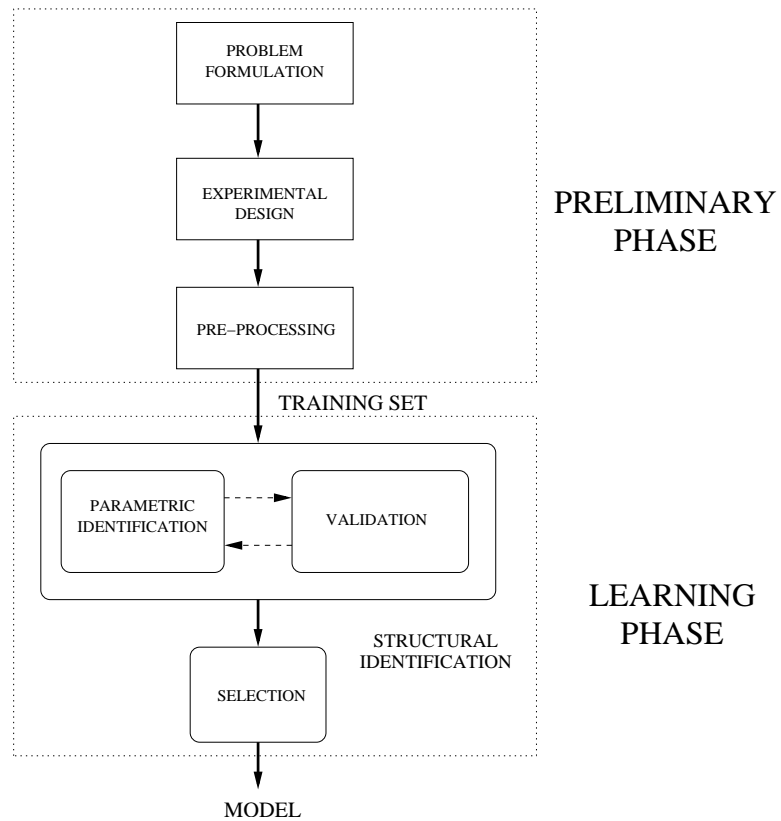 PROBLEM
FORMULATION
EXPERIMENTAL
DESIGN
PRE–PROCESSING
PRELIMINARY
PHASE
TRAINING SET
PARAMETRIC
IDENTIFICATION
VALIDATION
LEARNING
PHASE
STRUCTURAL
IDENTIFICATION
SELECTION
MODEL